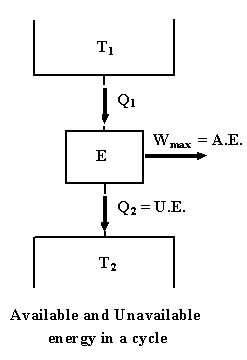 T1
Q1
Wmax = A.E.
E
Q2 = U.E.
T2
Available and Unavailable
energy in a cycle